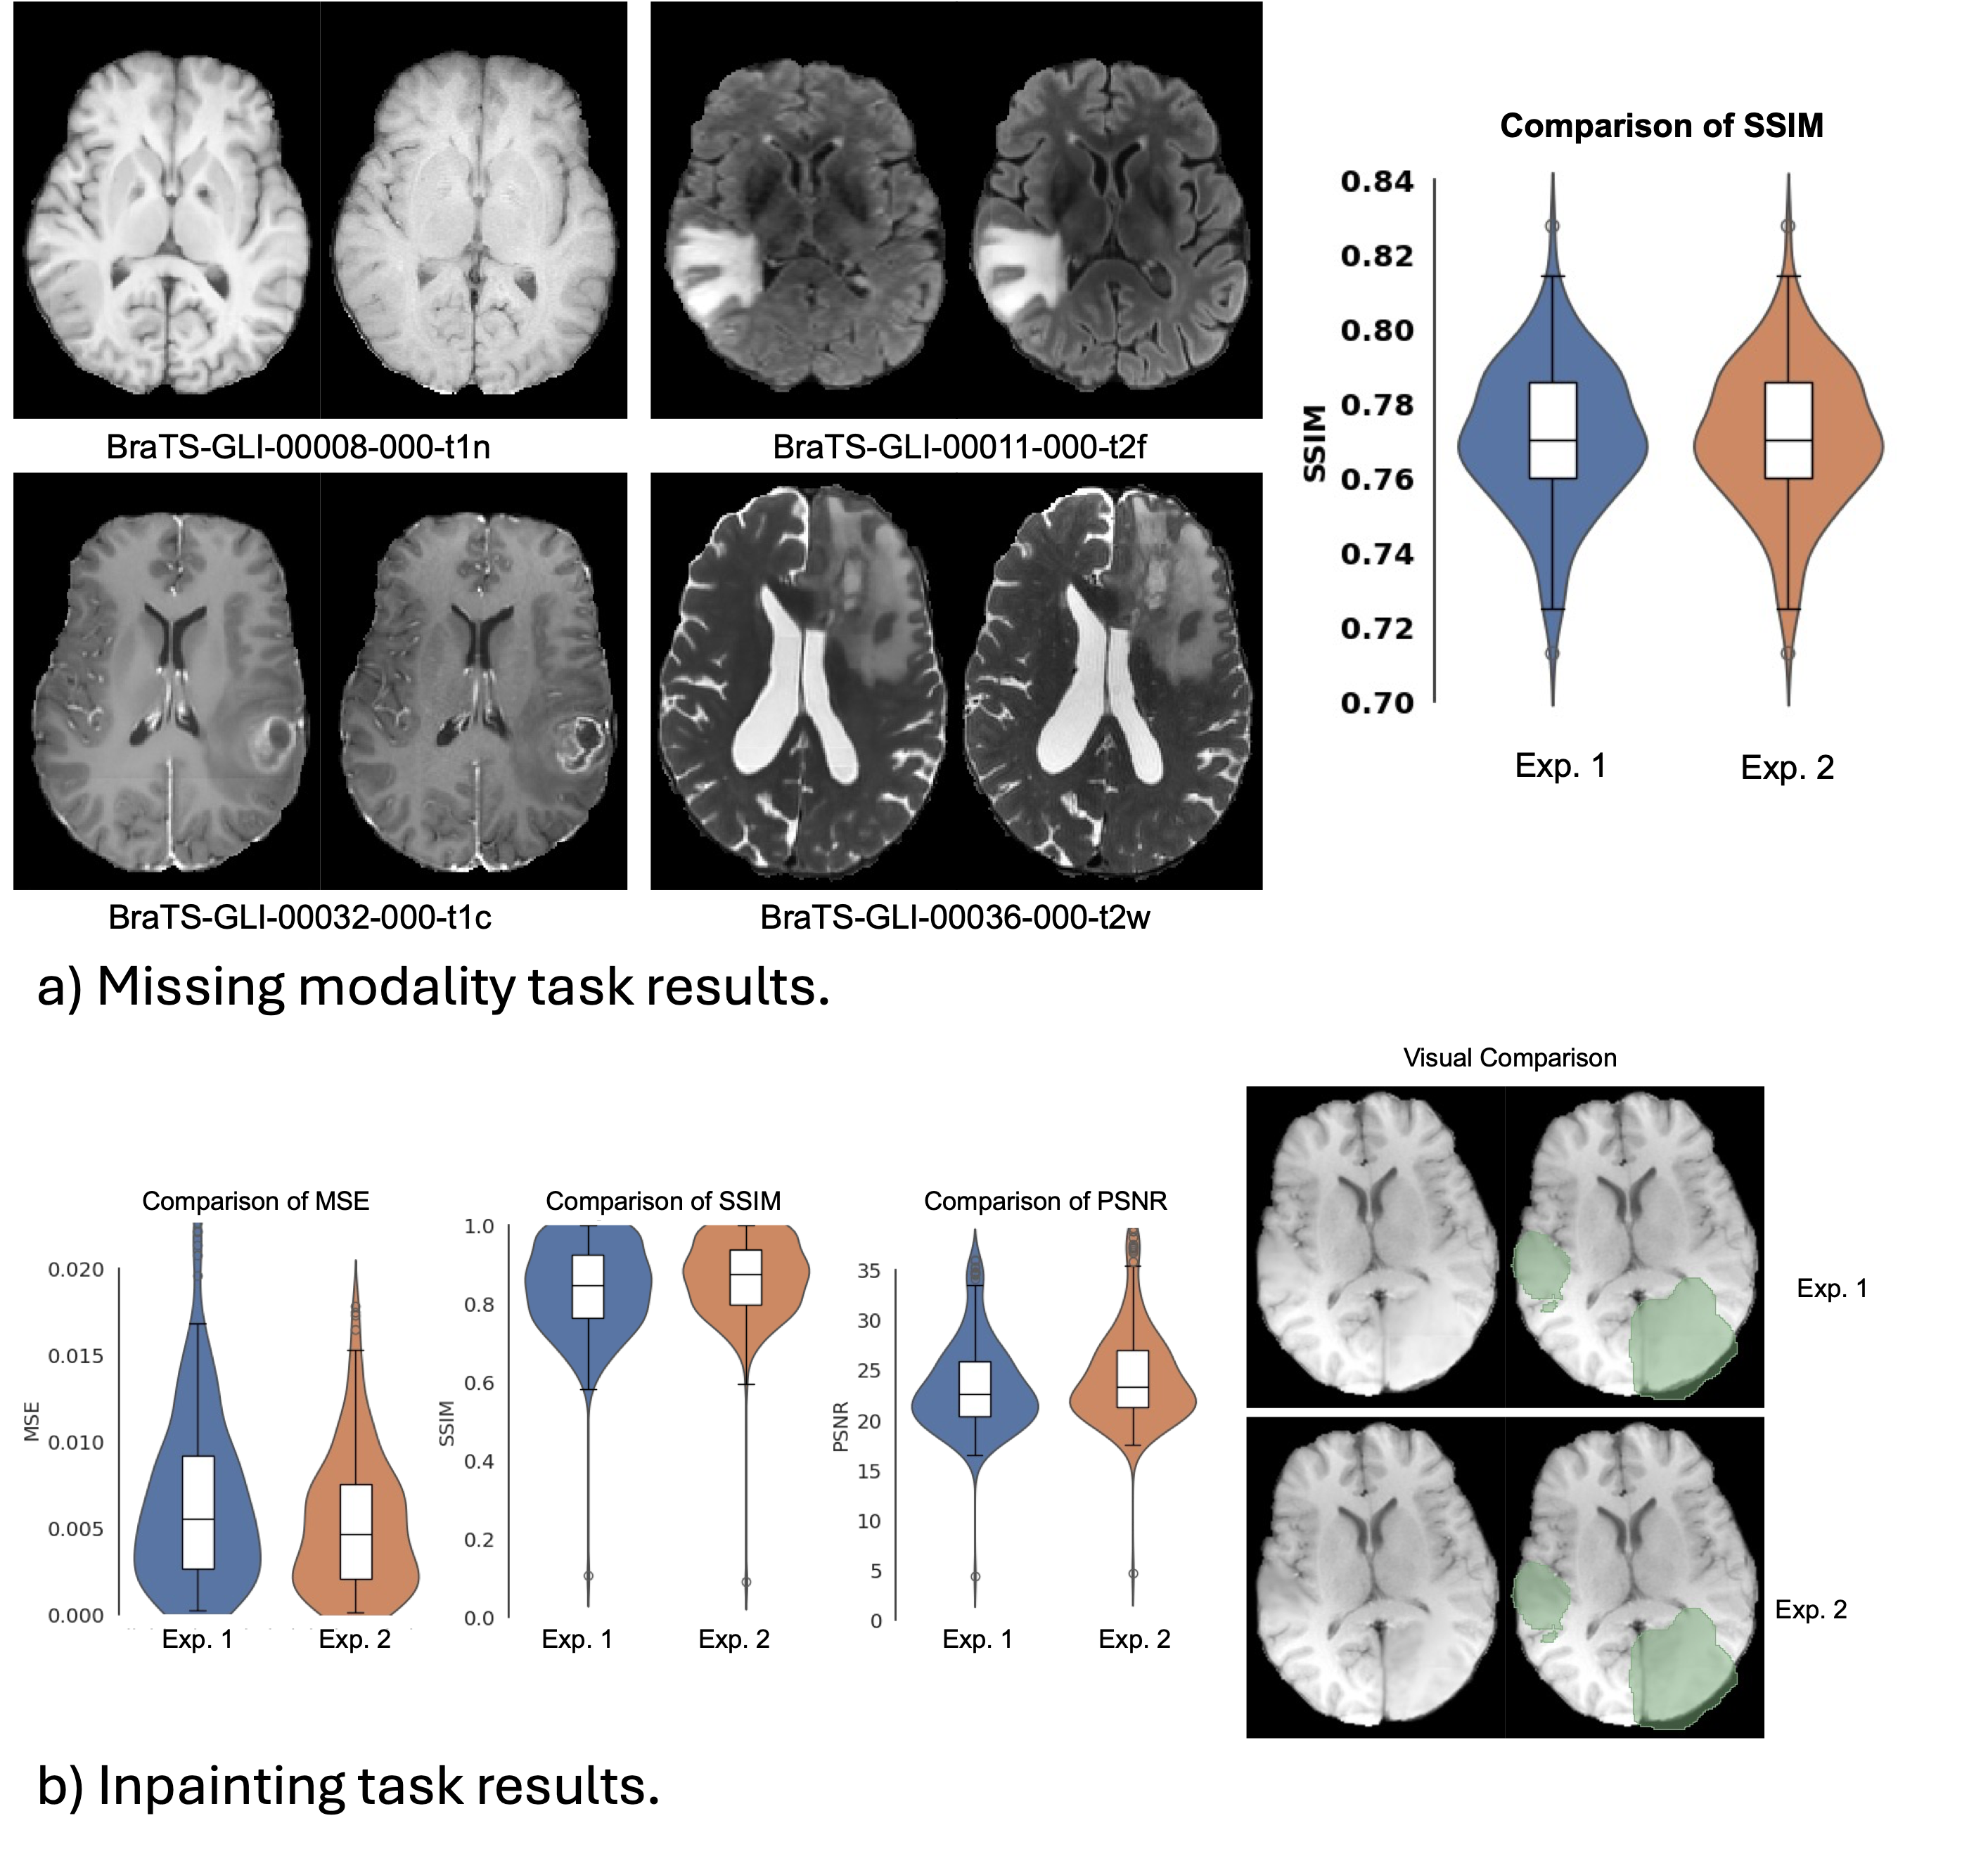 BraTS-GLI-00008-000-t1n
BraTS-GLI-00011-000-t2f
BraTS-GLI-00032-000-t1c
BraTS-GLI-00036-000-t2w
Comparison of SSIM
SSIM
0.84
0.82
0.80
0.78
0.76
0.74
0.72
0.70
Exp. 1 Exp. 2
a) Missing modality task results.
Comparison of MSE
MSE
0.020
0.015
0.010
0.005
0.000
Exp. 1 Exp. 2
Comparison of SSIM
SSIM
1.0
0.8
0.6
0.4
0.2
0.0
Exp. 1 Exp. 2
Comparison of PSNR
PSNR
35
30
25
20
15
10
5
0
Exp. 1 Exp. 2
Visual Comparison
Exp. 1
Exp. 2
b) Inpainting task results.